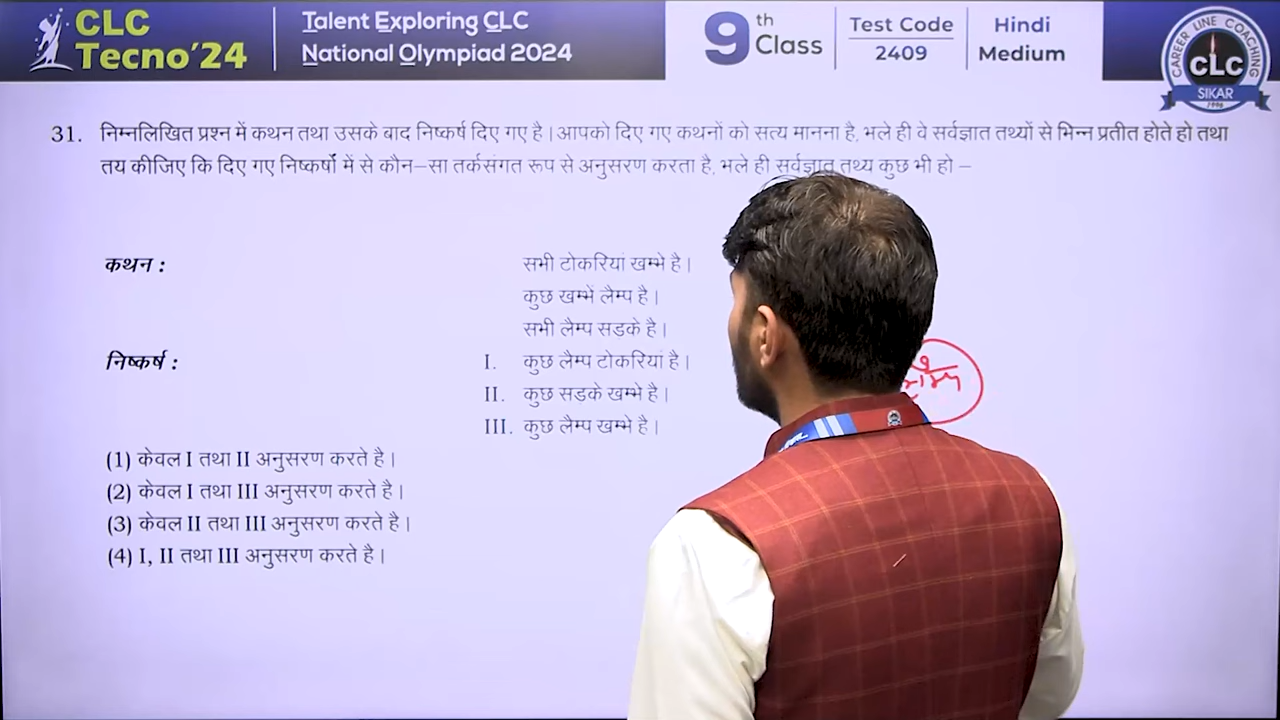 CLC
Tecno'24
Talent Exploring CLC
National Olympiad 2024
9th Class
Test Code
2409
Hindi
Medium
CAREER LINE COACHING
CLC
SIKAR
1996
31. निम्नलिखित प्रश्न में कथन तथा उसके बाद निष्कर्ष दिए गए है। आपको दिए गए कथनों को सत्य मानना है, भले ही वे सर्वज्ञात तथ्यों से भिन्न प्रतीत होते हो तथा
तय कीजिए कि दिए गए निष्कर्षों में से कौन–सा तर्कसंगत रूप से अनुसरण करता है, भले ही सर्वज्ञात तथ्य कुछ भी हो –
कथन : सभी टोकरियां खम्भे है।
कुछ खम्भें लैम्प है।
सभी लैम्प सडके है।
निष्कर्ष : I. कुछ लैम्प टोकरियां है।
II. कुछ सडके खम्भे है।
III. कुछ लैम्प खम्भे है।
(1) केवल I तथा II अनुसरण करते है।
(2) केवल I तथा III अनुसरण करते है।
(3) केवल II तथा III अनुसरण करते है।
(4) I, II तथा III अनुसरण करते है।